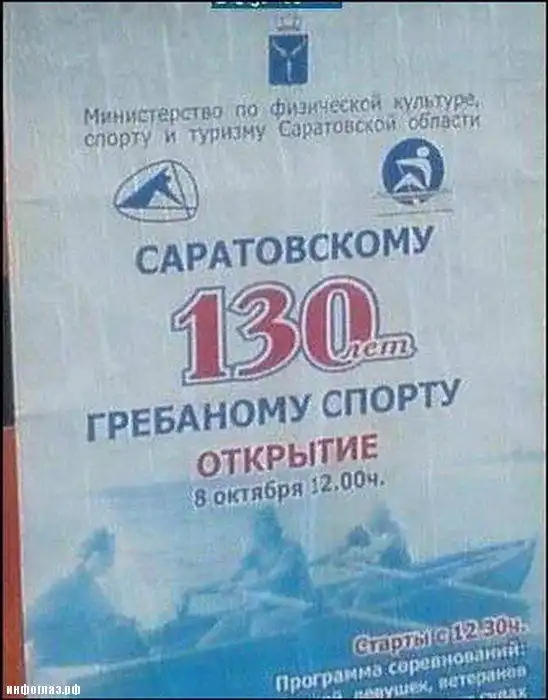 Министерство по физической культуре,
спорту и туризму Саратовской области
САРАТОВСКОМУ
130 лет
ГРЕБАНОМУ СПОРТУ
ОТКРЫТИЕ
8 октября 12.00ч.
Старты с 12 30ч.
Программа соревнований:
девушек, ветеранов
инфоглаз.рф